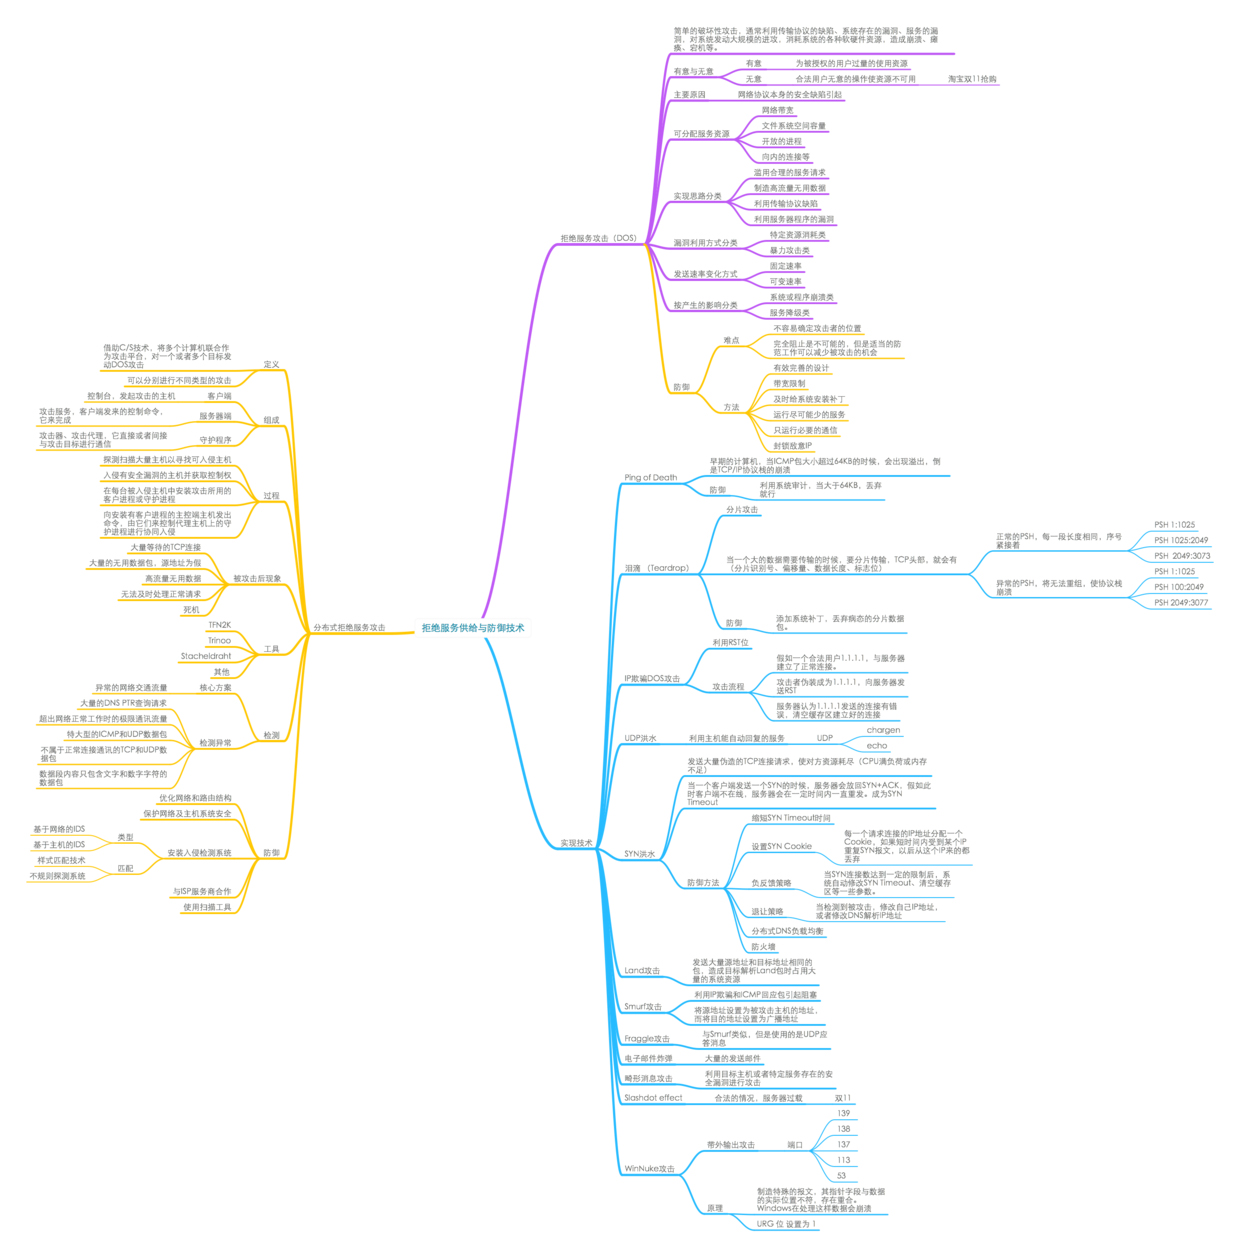 拒绝服务供给与防御技术
拒绝服务攻击（DOS）
简单的破坏性攻击，通常利用传输协议的缺陷、系统存在的漏洞、服务的漏
洞，对系统发动大规模的进攻，消耗系统的各种软硬件资源，造成崩溃、瘫
痪、宕机等。
有意与无意
有意
为被授权的用户过量的使用资源
无意
合法用户无意的操作使资源不可用
淘宝双11抢购
主要原因
网络协议本身的安全缺陷引起
可分配服务资源
网络带宽
文件系统空间容量
开放的进程
向内的连接等
实现思路分类
滥用合理的服务请求
制造高流量无用数据
利用传输协议缺陷
利用服务器程序的漏洞
漏洞利用方式分类
特定资源消耗类
暴力攻击类
发送速率变化方式
固定速率
可变速率
按产生的影响分类
系统或程序崩溃类
服务降级类
防御
难点
不容易确定攻击者的位置
完全阻止是不可能的，但是适当的防
范工作可以减少被攻击的机会
方法
有效完善的设计
带宽限制
及时给系统安装补丁
运行尽可能少的服务
只运行必要的通信
封锁敌意IP
实现技术
Ping of Death
早期的计算机，当ICMP包大小超过64KB的时候，会出现溢出，倒
是TCP/IP协议栈的崩溃
防御
利用系统审计，当大于64KB，丢弃
就行
泪滴 （Teardrop）
分片攻击
当一个大的数据需要传输的时候，要分片传输，TCP头部，就会有
（分片识别号、偏移量、数据长度、标志位）
正常的PSH，每一段长度相同，序号
紧接着
PSH 1:1025
PSH 1025:2049
PSH  2049:3073
异常的PSH，将无法重组，使协议栈
崩溃
PSH 1:1025
PSH 100:2049
PSH 2049:3077
防御
添加系统补丁，丢弃病态的分片数据
包。
IP欺骗DOS攻击
利用RST位
攻击流程
假如一个合法用户1.1.1.1，与服务器
建立了正常连接。
攻击者伪装成为1.1.1.1，向服务器发
送RST
服务器认为1.1.1.1发送的连接有错
误，清空缓存区建立好的连接
UDP洪水
利用主机能自动回复的服务
UDP
chargen
echo
SYN洪水
发送大量伪造的TCP连接请求，使对方资源耗尽（CPU满负荷或内存
不足）
当一个客户端发送一个SYN的时候，服务器会放回SYN+ACK，假如此
时客户端不在线，服务器会在一定时间内一直重发。成为SYN
Timeout
防御方法
缩短SYN Timeout时间
设置SYN Cookie
每一个请求连接的IP地址分配一个
Cookie，如果短时间内受到某个IP
重复SYN报文，以后从这个IP来的都
丢弃
负反馈策略
当SYN连接数达到一定的限制后，系
统自动修改SYN Timeout、清空缓存
区等一些参数。
退让策略
当检测到被攻击，修改自己IP地址，
或者修改DNS解析IP地址
分布式DNS负载均衡
防火墙
Land攻击
发送大量源地址和目标地址相同的
包，造成目标解析Land包时占用大
量的系统资源
Smurf攻击
利用IP欺骗和ICMP回应包引起阻塞
将源地址设置为被攻击主机的地址，
而将目的地址设置为广播地址
Fraggle攻击
与Smurf类似，但是使用的是UDP应
答消息
电子邮件炸弹
大量的发送邮件
畸形消息攻击
利用目标主机或者特定服务存在的安
全漏洞进行攻击
Slashdot effect
合法的情况，服务器过载
双11
WinNuke攻击
带外输出攻击
端口
139
138
137
113
53
原理
制造特殊的报文，其指针字段与数据
的实际位置不符，存在重合。
Windows在处理这样数据会崩溃
URG 位 设置为 1
分布式拒绝服务攻击
定义
借助C/S技术，将多个计算机联合作
为攻击平台，对一个或者多个目标发
动DOS攻击
可以分别进行不同类型的攻击
组成
客户端
控制台，发起攻击的主机
服务器端
攻击服务，客户端发来的控制命令，
它来完成
守护程序
攻击器、攻击代理，它直接或者间接
与攻击目标进行通信
过程
探测扫描大量主机以寻找可入侵主机
入侵有安全漏洞的主机并获取控制权
在每台被入侵主机中安装攻击所用的
客户进程或守护进程
向安装有客户进程的主控端主机发出
命令，由它们来控制代理主机上的守
护进程进行协同入侵
被攻击后现象
大量等待的TCP连接
大量的无用数据包，源地址为假
高流量无用数据
无法及时处理正常请求
死机
工具
TFN2K
Trinoo
Stacheldraht
其他
检测
核心方案
异常的网络交通流量
检测异常
大量的DNS PTR查询请求
超出网络正常工作时的极限通讯流量
特大型的ICMP和UDP数据包
不属于正常连接通讯的TCP和UDP数
据包
数据段内容只包含文字和数字字符的
数据包
防御
优化网络和路由结构
保护网络及主机系统安全
安装入侵检测系统
类型
基于网络的IDS
基于主机的IDS
匹配
样式匹配技术
不规则探测系统
与ISP服务商合作
使用扫描工具